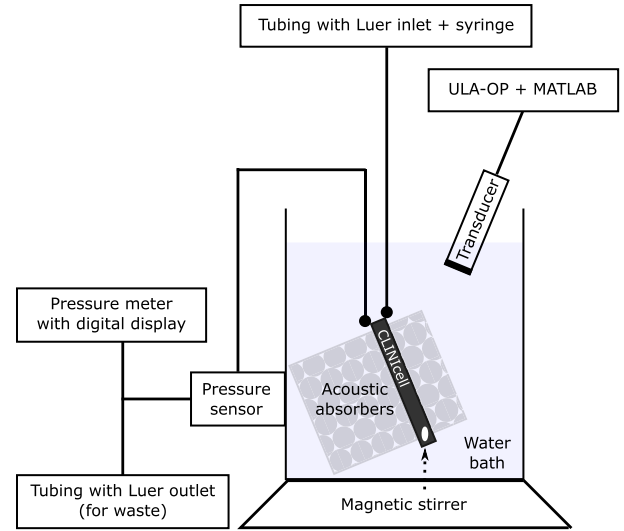 Tubing with Luer inlet + syringe
ULA-OP + MATLAB
Transducer
Pressure meter
with digital display
CLINIcell
Pressure
sensor
Acoustic
absorbers
Water
bath
Tubing with Luer outlet
(for waste)
Magnetic stirrer